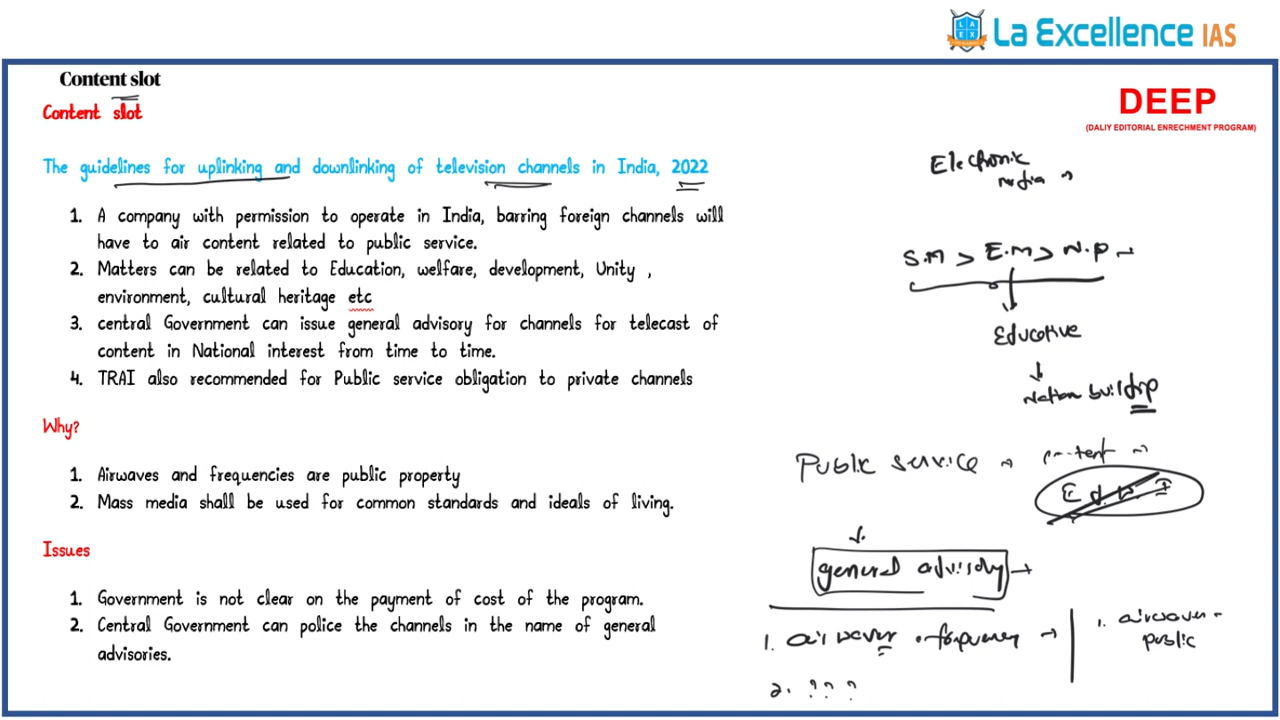 La Excellence IAS
Content slot
DEEP
(DALIY EDITORIAL ENRECHMENT PROGRAM)
Content slot
The guidelines for uplinking and downlinking of television channels in India, 2022
1. A company with permission to operate in India, barring foreign channels will
have to air content related to public service.
2. Matters can be related to Education, welfare, development, Unity ,
environment, cultural heritage etc
3. central Government can issue general advisory for channels for telecast of
content in National interest from time to time.
4. TRAI also recommended for Public service obligation to private channels
Why?
1. Airwaves and frequencies are public property
2. Mass media shall be used for common standards and ideals of living.
Issues
1. Government is not clear on the payment of cost of the program.
2. Central Government can police the channels in the name of general
advisories.
Electronic
media
S.M > E.M > N.P
Educative
Nation building
Public service → content
general advisory →
1. airwaves
2. ???
1. airwaves
public